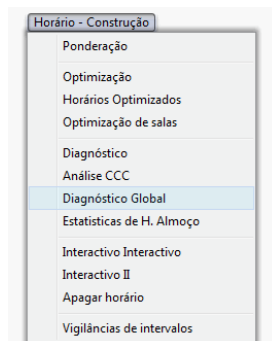 Horário - Construção
Ponderação
Optimização
Horários Optimizados
Optimização de salas
Diagnóstico
Análise CCC
Diagnóstico Global
Estatisticas de H. Almoço
Interactivo Interactivo
Interactivo II
Apagar horário
Vigilâncias de intervalos